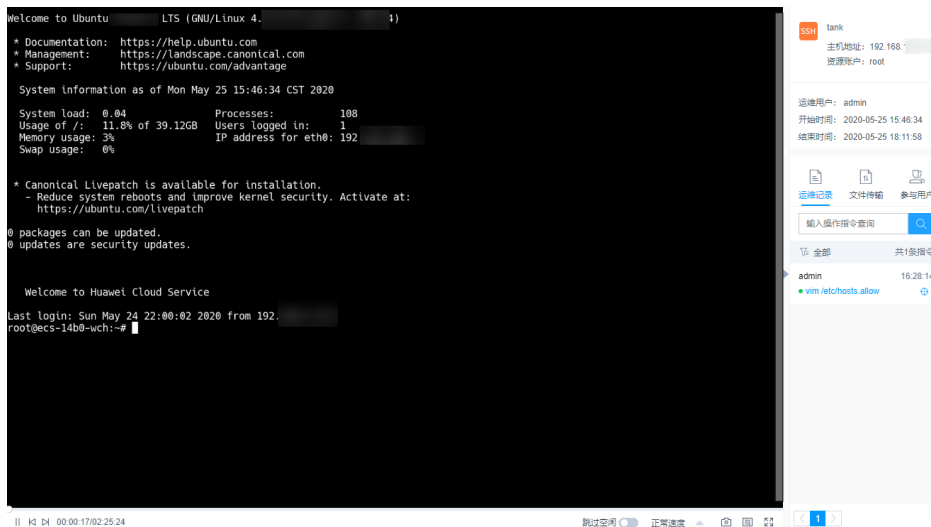 Welcome to Ubuntu LTS (GNU/Linux 4. 4)
* Documentation: https://help.ubuntu.com
* Management: https://landscape.canonical.com
* Support: https://ubuntu.com/advantage
System information as of Mon May 25 15:46:34 CST 2020
System load: 0.04 Processes: 108
Usage of /: 11.8% of 39.12GB Users logged in: 1
Memory usage: 3% IP address for eth0: 192
Swap usage: 0%
* Canonical Livepatch is available for installation.
- Reduce system reboots and improve kernel security. Activate at:
https://ubuntu.com/livepatch
0 packages can be updated.
0 updates are security updates.
Welcome to Huawei Cloud Service
Last login: Sun May 24 22:00:02 2020 from 192.
root@ecs-14b0-wch:~#
00:00:17/02:25:24
跳过空闲
正常速度
SSH
tank
主机地址: 192.168.
资源账户: root
运维用户: admin
开始时间: 2020-05-25 15:46:34
结束时间: 2020-05-25 18:11:58
运维记录 文件传输 参与用户
输入操作指令查询
全部 共1条指令
admin 16:28:14
vim /etc/hosts.allow
1